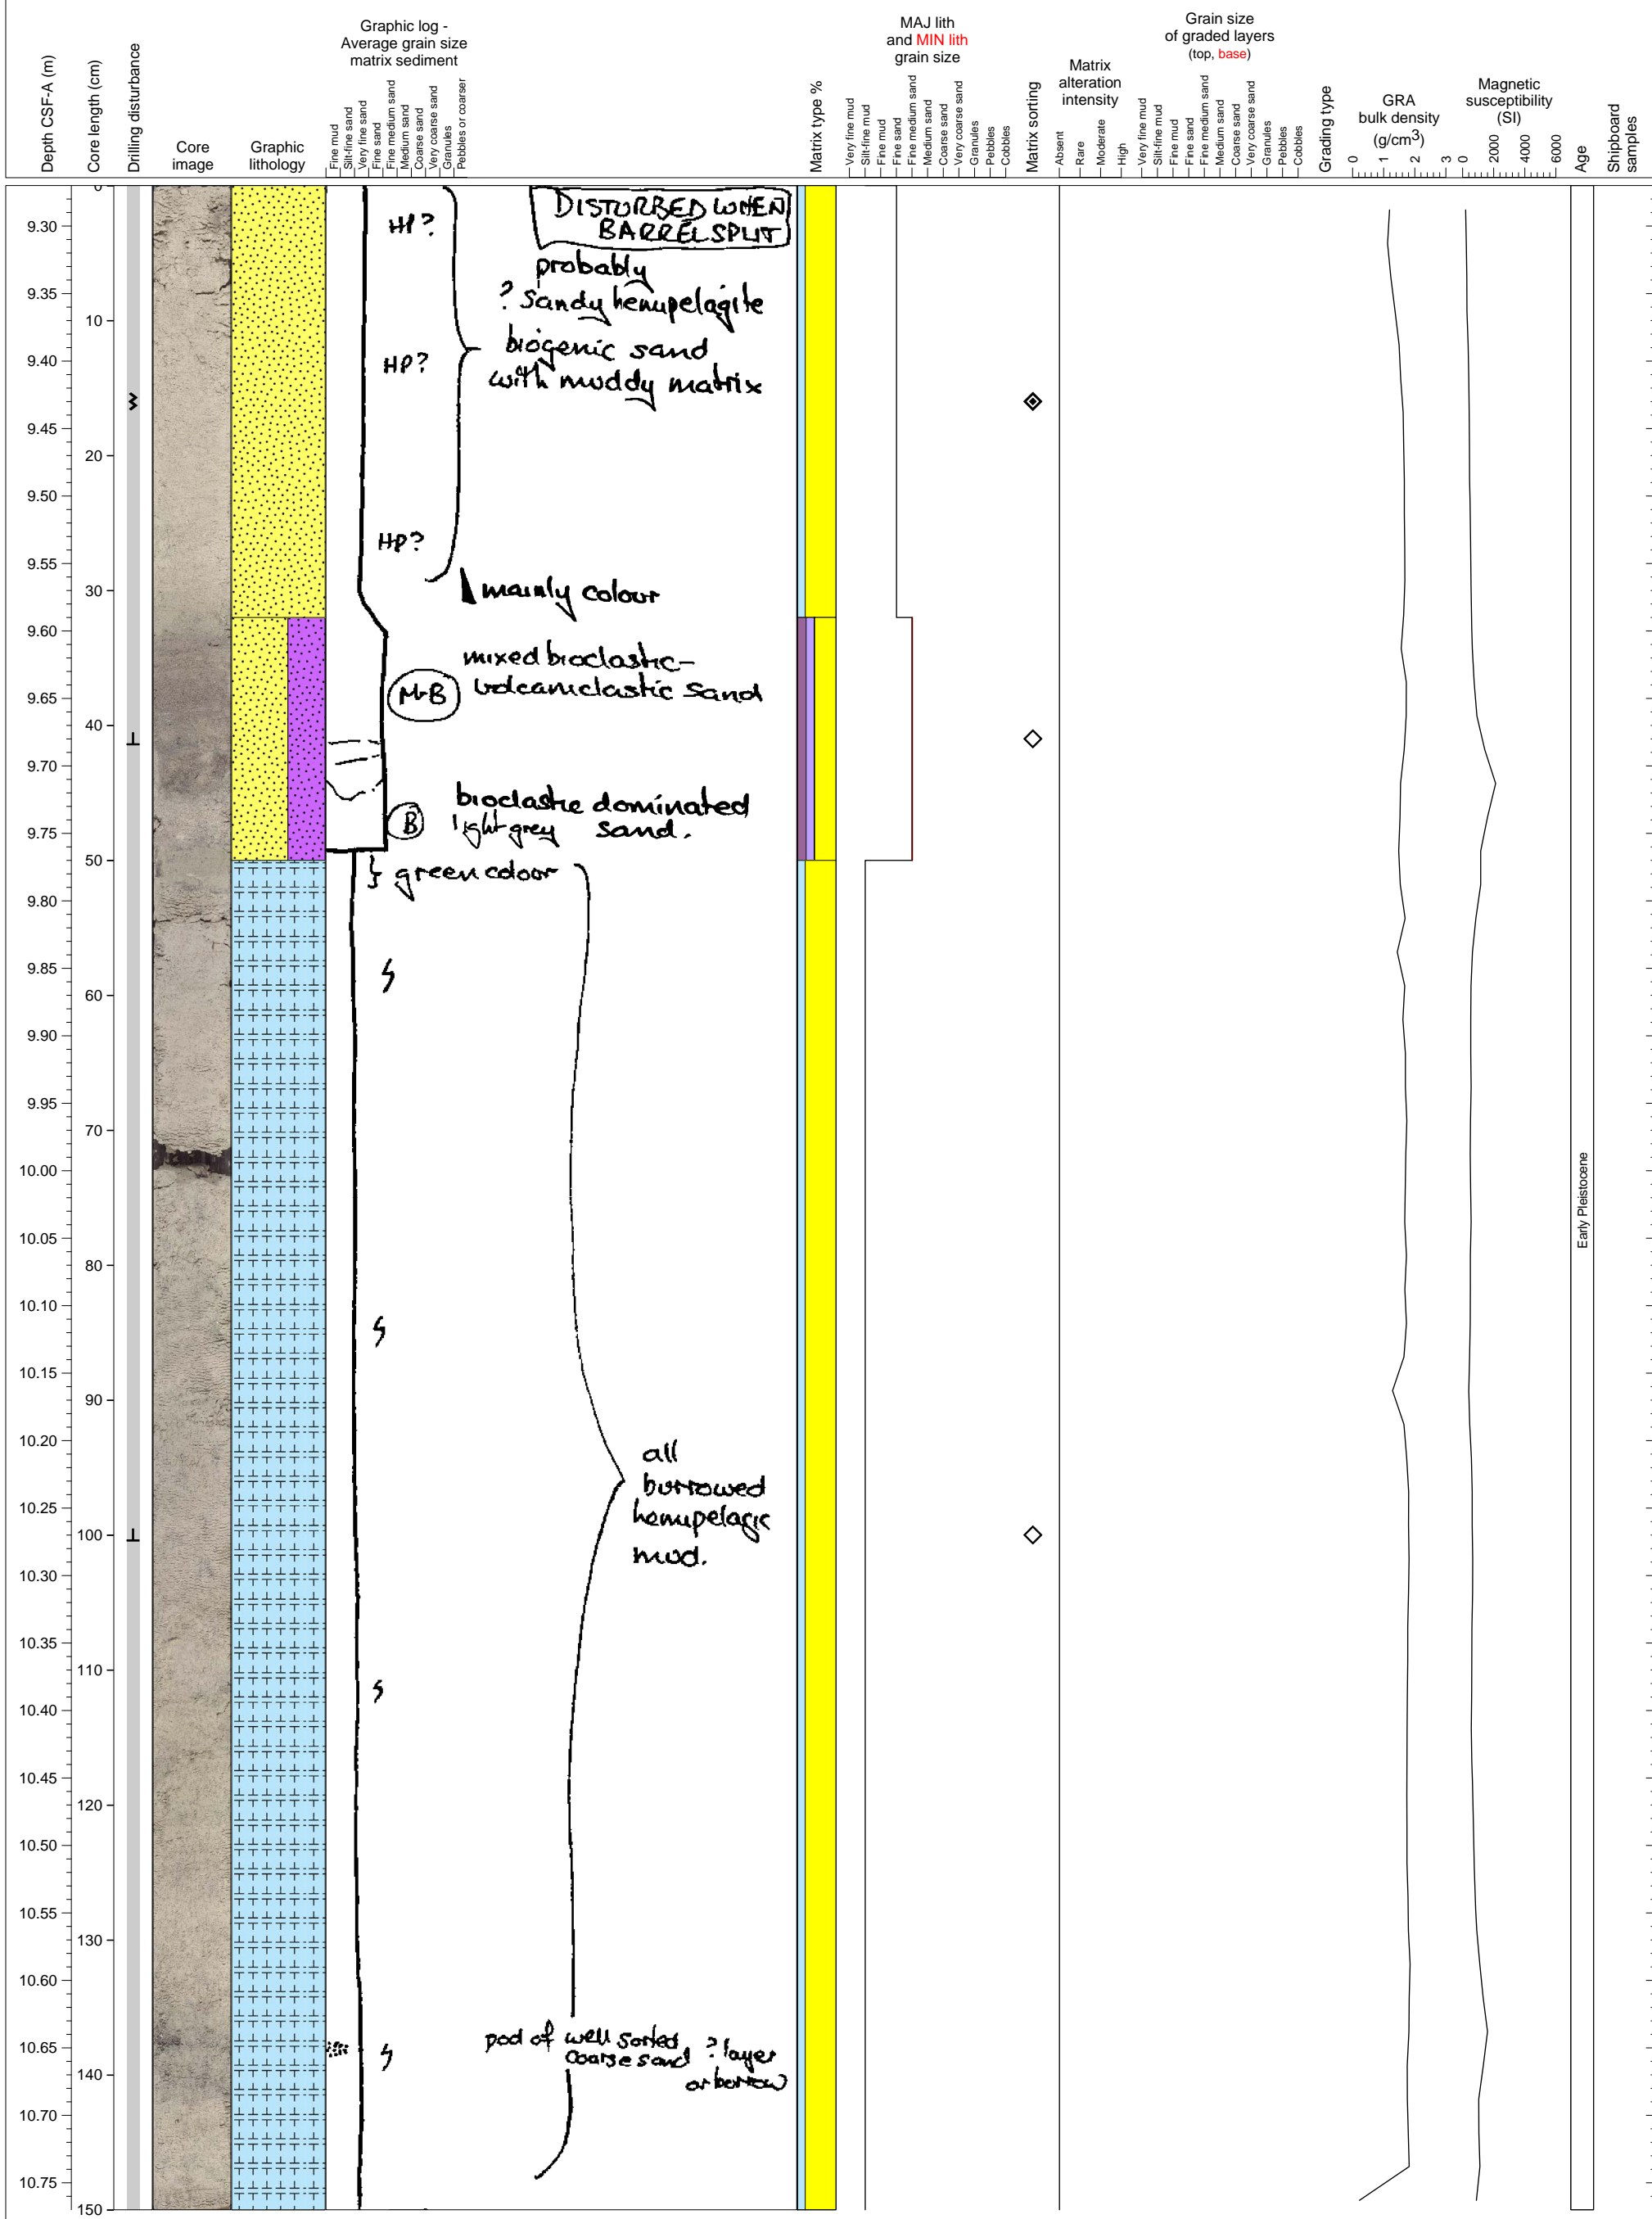 Depth CSF-A (m)
Core length (cm)
Drilling disturbance
Core
image
Graphic
lithology
Graphic log -
Average grain size
matrix sediment
Fine mud
Silt-fine sand
Very fine sand
Fine sand
Fine medium sand
Medium sand
Coarse sand
Very coarse sand
Granules
Pebbles or coarser
Matrix type %
MAJ lith
and MIN lith
grain size
Very fine mud
Silt-fine mud
Fine mud
Fine sand
Fine medium sand
Medium sand
Coarse sand
Very coarse sand
Granules
Pebbles
Cobbles
Matrix sorting
Matrix
alteration
intensity
Absent
Rare
Moderate
High
Grain size
of graded layers
(top, base)
Very fine mud
Silt-fine mud
Fine mud
Fine sand
Fine medium sand
Medium sand
Coarse sand
Very coarse sand
Granules
Pebbles
Cobbles
Grading type
GRA
bulk density
(g/cm3)
0 1 2 3
Magnetic
susceptibility
(SI)
0 2000 4000 6000
Age
Shipboard
samples
0
9.30
9.35
10
9.40
9.45
20
9.50
9.55
30
9.60
9.65
40
9.70
9.75
50
9.80
9.85
60
9.90
9.95
70
10.00
10.05
80
10.10
10.15
90
10.20
10.25
100
10.30
10.35
110
10.40
10.45
120
10.50
10.55
130
10.60
10.65
140
10.70
10.75
150
HP?
DISTURBED WHEN
BARREL SPLIT
probably
? Sandy hemipelagite
HP?
biogenic sand
with muddy matrix
HP?
mainly colour
mixed bioclastic-
M-B volcaniclastic sand
bioclastic dominated
B light grey sand.
} green colour
all
burrowed
hemipelagic
mud.
pod of well sorted
coarse sand ? layer
or burrow
Early Pleistocene